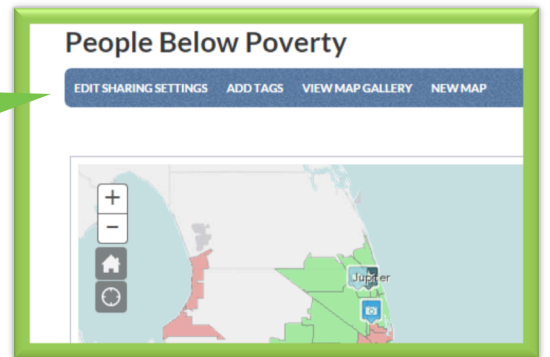 People Below Poverty
EDIT SHARING SETTINGS ADD TAGS VIEW MAP GALLERY NEW MAP
+
−
Jupiter